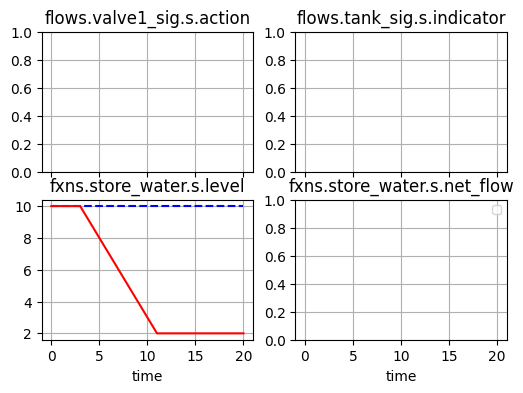 flows.valve1_sig.s.action
flows.tank_sig.s.indicator
1.0
0.8
0.6
0.4
0.2
0.0
1.0
0.8
0.6
0.4
0.2
0.0
fxns.store_water.s.level
fxns.store_water.s.net_flow
10
8
6
4
2
0 5 10 15 20
time
1.0
0.8
0.6
0.4
0.2
0.0
0 5 10 15 20
time